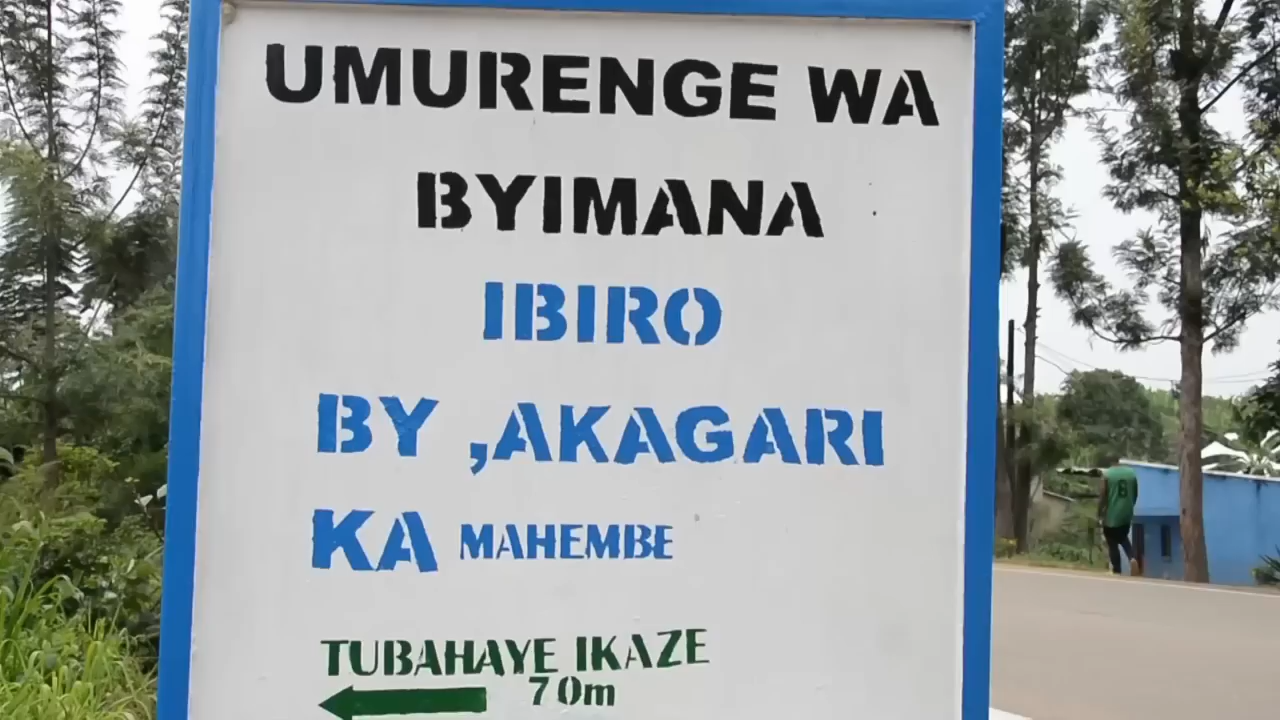 UMURENGE WA
BYIMANA
IBIRO
BY ,AKAGARI
KA MAHEMBE
TUBAHAYE IKAZE
70m